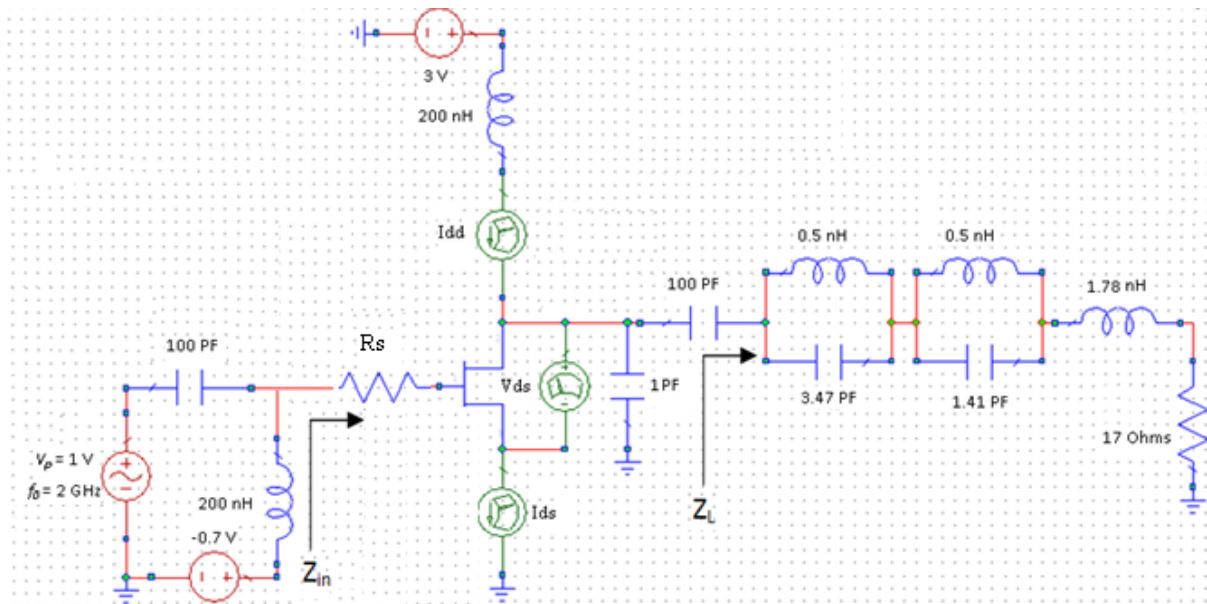 3 V
200 nH
Idd
0.5 nH
0.5 nH
100 PF
1.78 nH
100 PF
Rs
Vds
1PF
3.47 PF
1.41 PF
17 Ohms
Vp = 1 V
f0 = 2 GHz
200 nH
Ids
ZL
-0.7 V
Zin